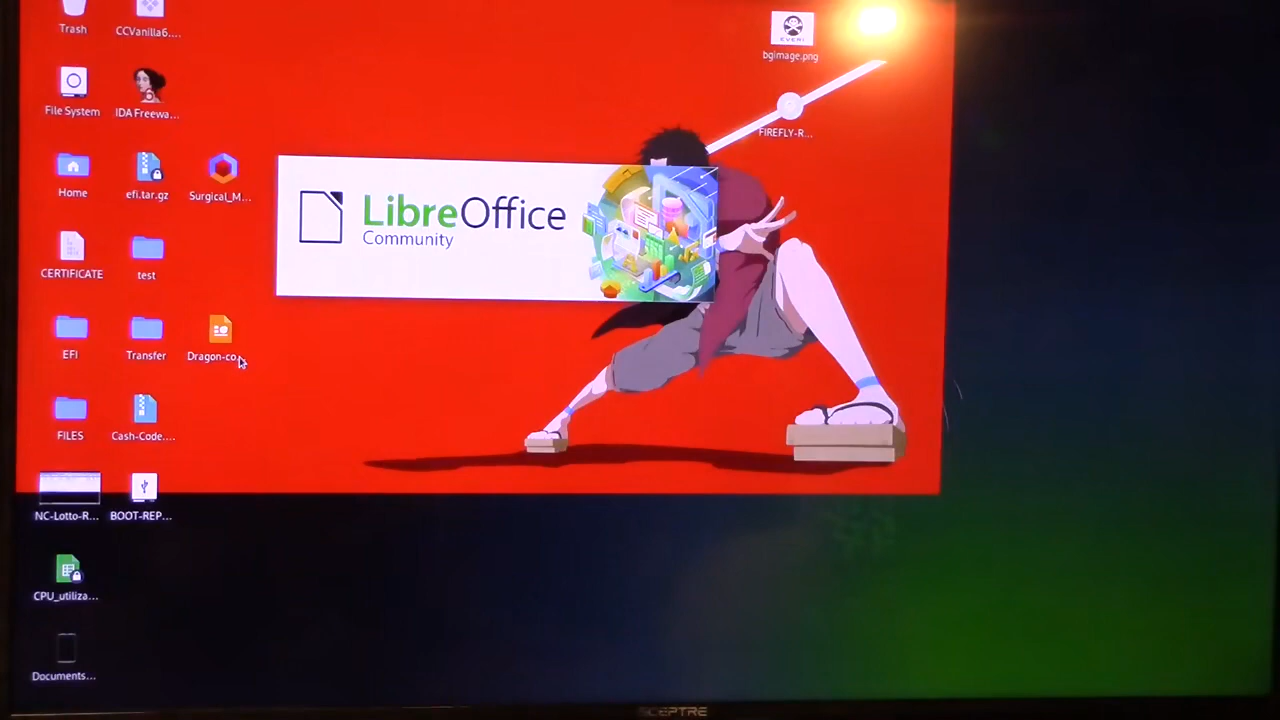 Trash
CCVanilla6....
bgimage.png
EVERI
File System
IDA Freewa...
FIREFLY-R...
Home
efi.tar.gz
Surgical_M...
LibreOffice
Community
CERTIFICATE
test
EFI
Transfer
Dragon-co...
FILES
Cash-Code....
NC-Lotto-R...
BOOT-REP...
CPU_utiliza...
Documents...
SCEPTRE